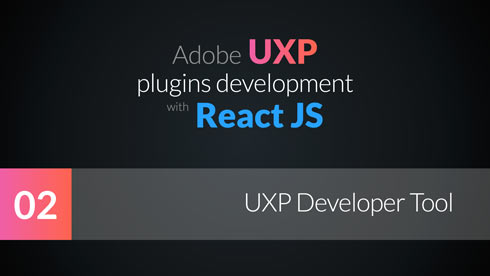 Adobe UXP
plugins development
with React JS
02
UXP Developer Tool